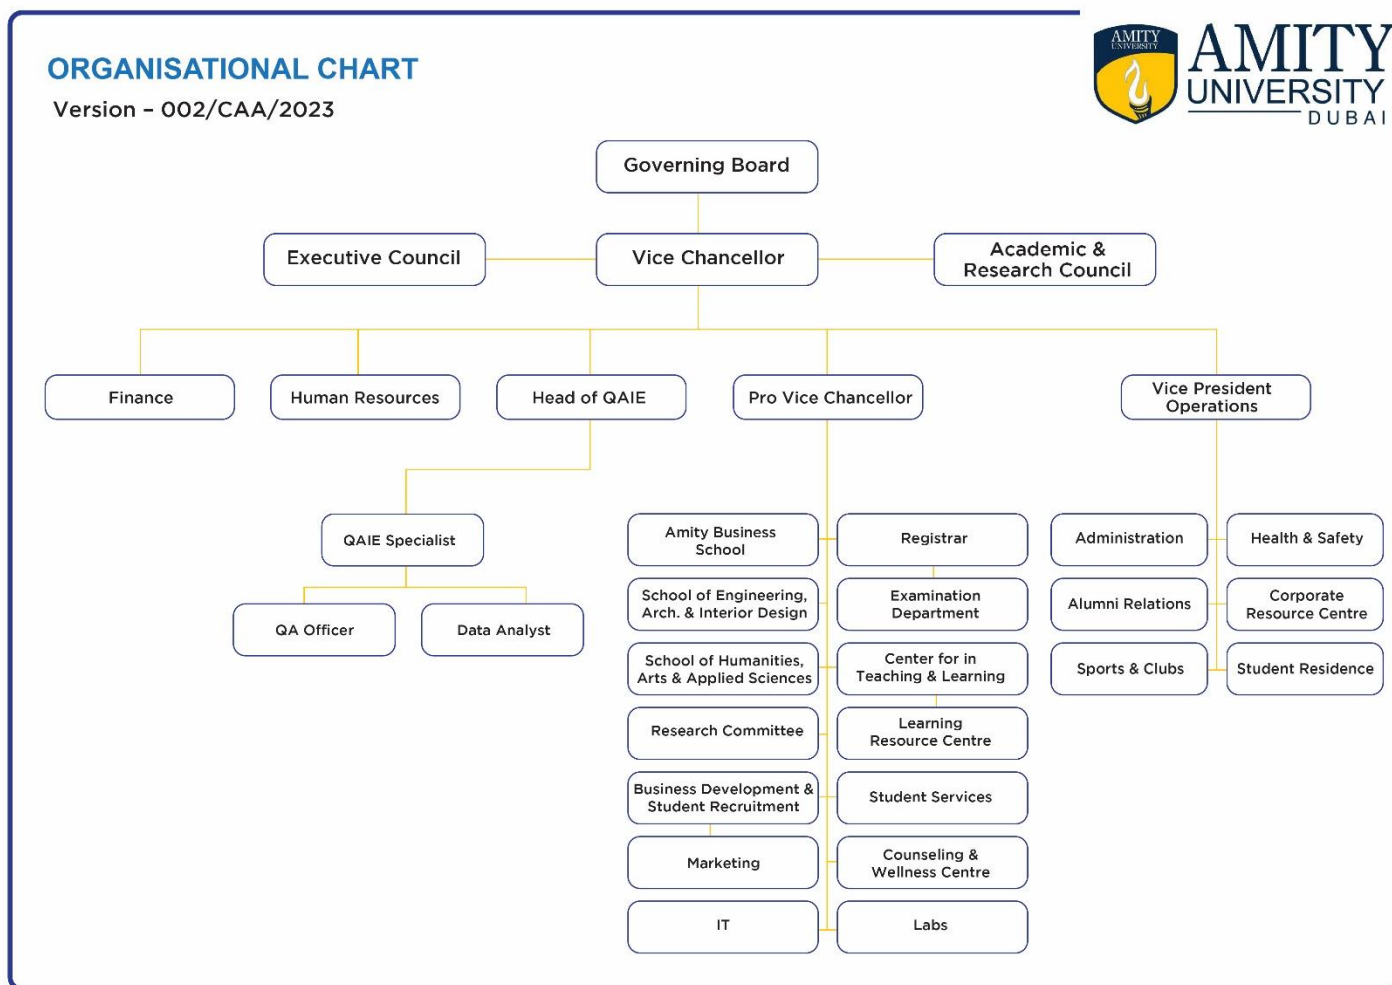 ORGANISATIONAL CHART
Version – 002/CAA/2023
AMITY
UNIVERSITY
AMITY
UNIVERSITY
DUBAI
Governing Board
Executive Council
Vice Chancellor
Academic &
Research Council
Finance
Human Resources
Head of QAIE
Pro Vice Chancellor
Vice President
Operations
QAIE Specialist
QA Officer
Data Analyst
Amity Business
School
Registrar
School of Engineering,
Arch. & Interior Design
Examination
Department
School of Humanities,
Arts & Applied Sciences
Center for in
Teaching & Learning
Research Committee
Learning
Resource Centre
Business Development &
Student Recruitment
Student Services
Marketing
Counseling &
Wellness Centre
IT
Labs
Administration
Health & Safety
Alumni Relations
Corporate
Resource Centre
Sports & Clubs
Student Residence